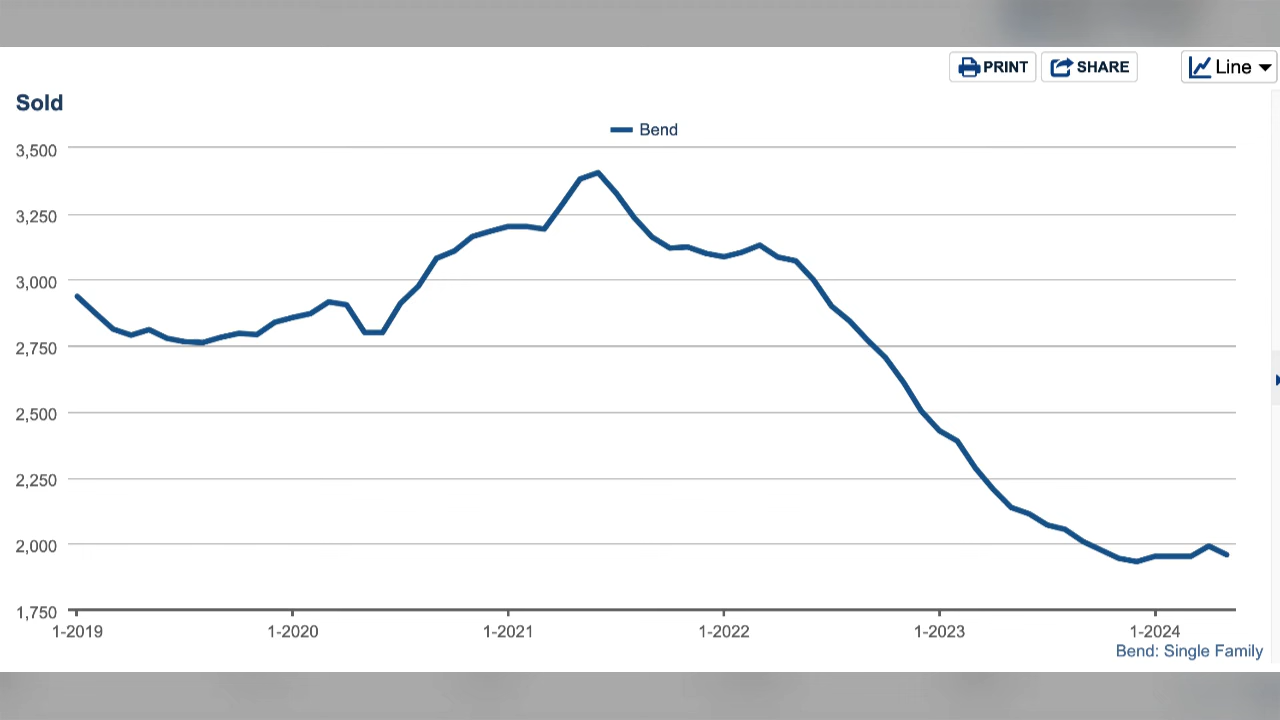 PRINT
SHARE
Line
Sold
Bend
3,500
3,250
3,000
2,750
2,500
2,250
2,000
1,750
1-2019
1-2020
1-2021
1-2022
1-2023
1-2024
Bend: Single Family